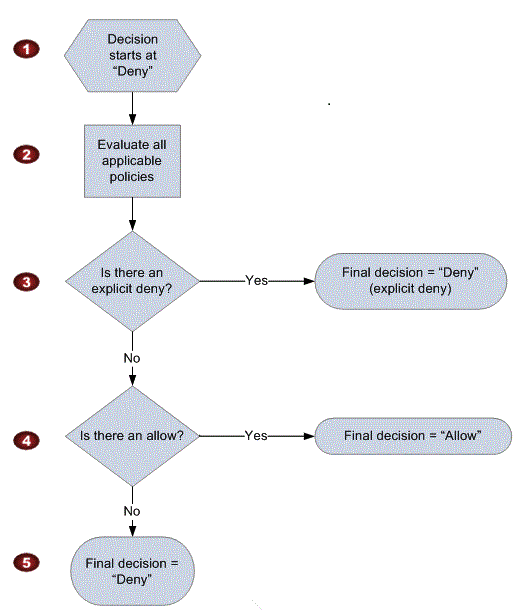 1
Decision
starts at
“Deny”
2
Evaluate all
applicable
policies
3
Is there an
explicit deny?
Yes
Final decision = “Deny”
(explicit deny)
No
4
Is there an allow?
Yes
Final decision = “Allow”
No
5
Final decision =
“Deny”